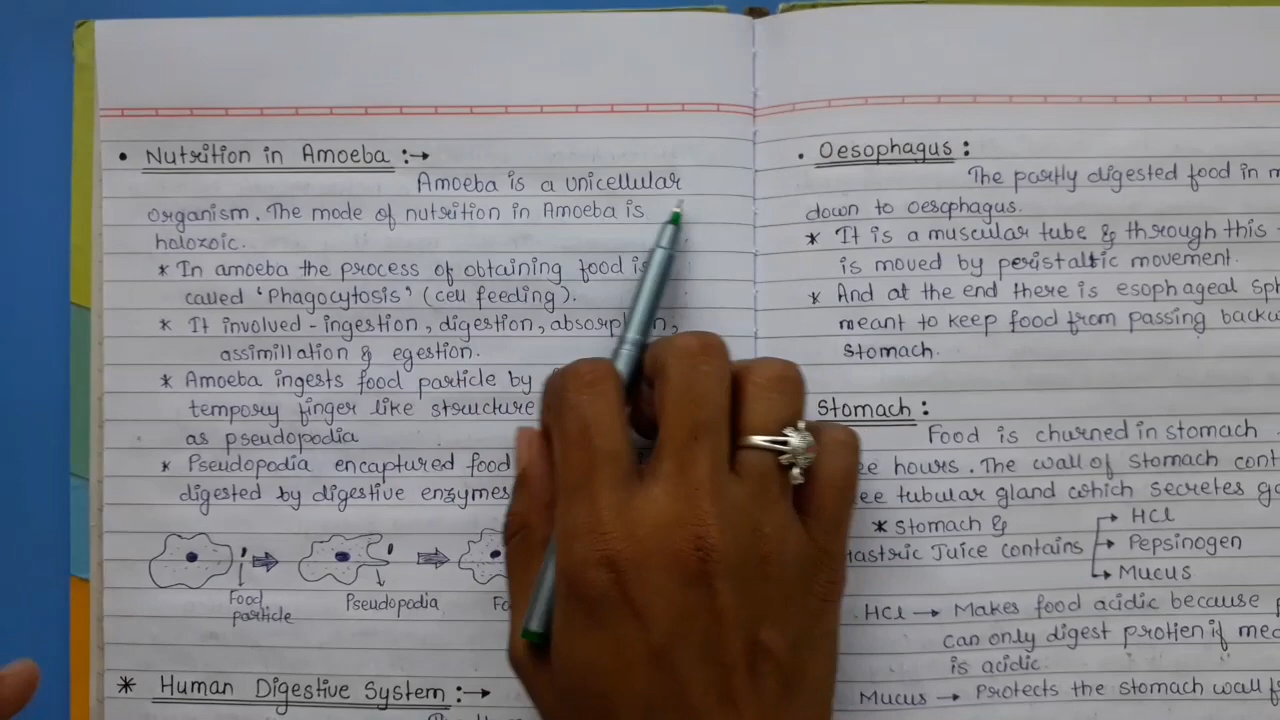 • Nutrition in Amoeba :→
Amoeba is a unicellular
organism. The mode of nutrition in Amoeba is
holozoic.
* In amoeba the process of obtaining food is
called 'Phagocytosis' (cell feeding).
* It involved - ingestion, digestion, absorption,
assimillation & egestion.
* Amoeba ingests food particle by
tempory finger like structure
as pseudopodia
* Pseudopodia encaptured food
digested by digestive enzymes
Food
particle
Pseudopodia
* Human Digestive System :→
• Oesophagus :
The partly digested food in
down to oesophagus.
* It is a muscular tube & through this
is moved by peristaltic movement.
* And at the end there is esophageal
meant to keep food from passing
stomach.
Stomach :
Food is churned in stomach
hours. The wall of stomach
tubular gland which secretes
* Stomach &
Juice contains
→ HCl
→ Pepsinogen
→ Mucus
HCl → Makes food acidic because
can only digest protien if
is acidic.
Mucus → Protects the stomach wall